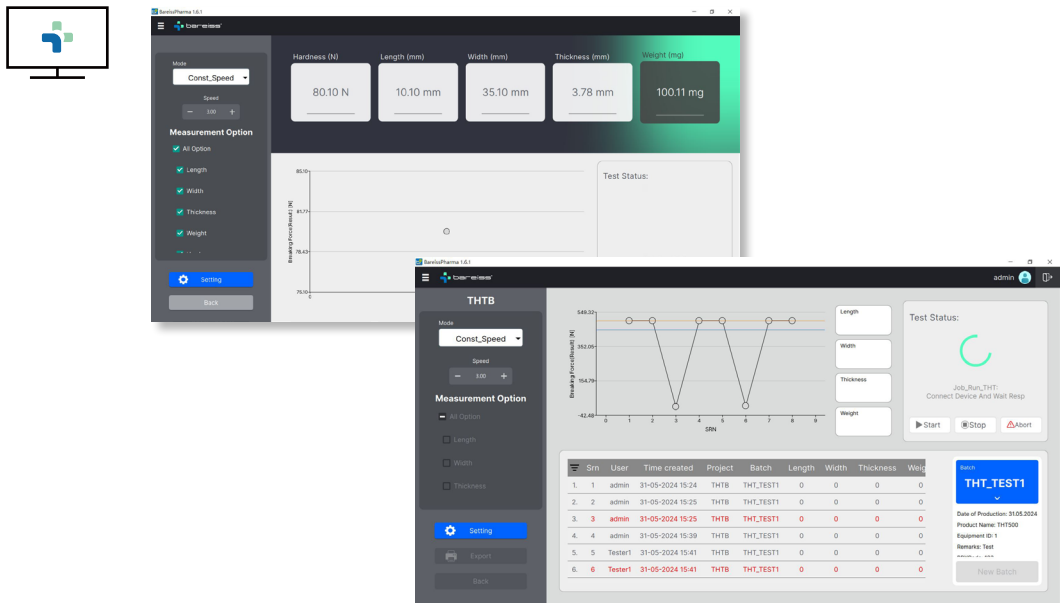 BareissPharma 1.6.1
bareiss
Mode
Const_Speed
Speed
3.00
Measurement Option
All Option
Length
Width
Thickness
Weight
Setting
Back
Hardness (N)
Length (mm)
Width (mm)
Thickness (mm)
Weight (mg)
80.10 N
10.10 mm
35.10 mm
3.78 mm
100.11 mg
Breaking Force(Result) [N]
85.10
81.77
78.43
75.10
0
Test Status:
BareissPharma 1.6.1
bareiss
admin
THTB
Mode
Const_Speed
Speed
3.00
Measurement Option
All Option
Length
Width
Thickness
Setting
Export
Back
Breaking Force(Result) [N]
549.32
352.05
154.79
-42.48
0 1 2 3 4 5 6 7 8 9
SRN
Length
Width
Thickness
Weight
Test Status:
Job_Run_THT:
Connect Device And Wait Resp
Start Stop Abort
Srn User Time created Project Batch Length Width Thickness Weig
1. 1 admin 31-05-2024 15:24 THTB THT_TEST1 0 0 0 0
2. 2 admin 31-05-2024 15:25 THTB THT_TEST1 0 0 0 0
3. 3 admin 31-05-2024 15:25 THTB THT_TEST1 0 0 0 0
4. 4 admin 31-05-2024 15:39 THTB THT_TEST1 0 0 0 0
5. 5 Tester1 31-05-2024 15:41 THTB THT_TEST1 0 0 0 0
6. 6 Tester1 31-05-2024 15:41 THTB THT_TEST1 0 0 0 0
Batch
THT_TEST1
Date of Production: 31.05.2024
Product Name: THT500
Equipment ID: 1
Remarks: Test
New Batch